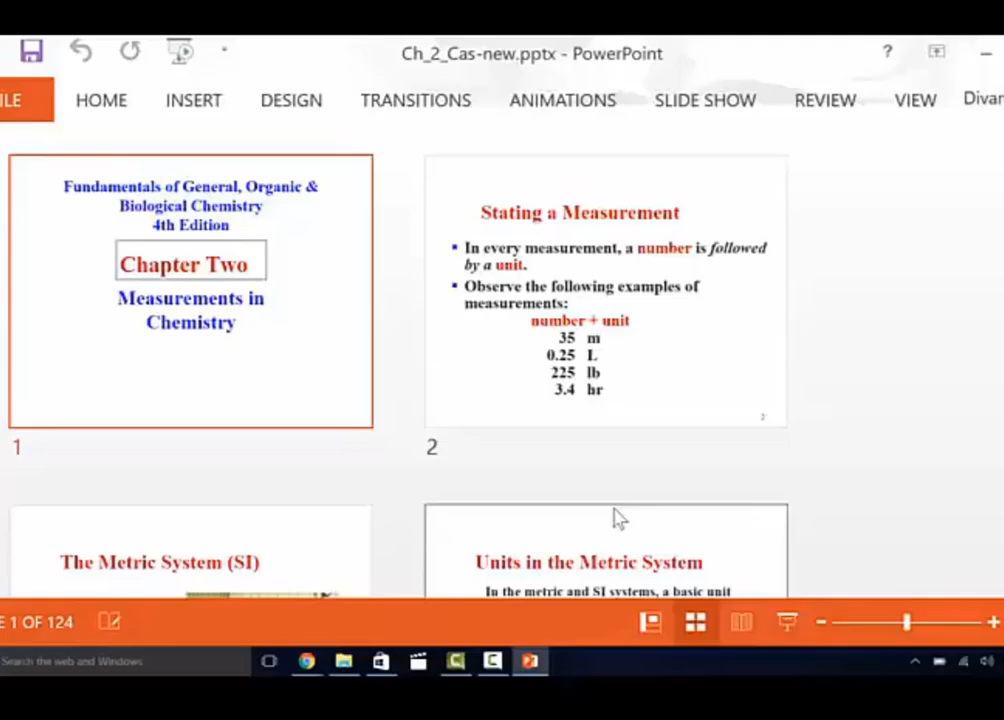 Ch_2_Cas-new.pptx - PowerPoint
?
HOME INSERT DESIGN TRANSITIONS ANIMATIONS SLIDE SHOW REVIEW VIEW
Fundamentals of General, Organic &
Biological Chemistry
4th Edition
Chapter Two
Measurements in
Chemistry
1
Stating a Measurement
In every measurement, a number is followed
by a unit.
Observe the following examples of
measurements:
number + unit
35 m
0.25 L
225 lb
3.4 hr
2
2
The Metric System (SI)
Units in the Metric System
In the metric and SI systems, a basic unit
1 OF 124
Search the web and Windows